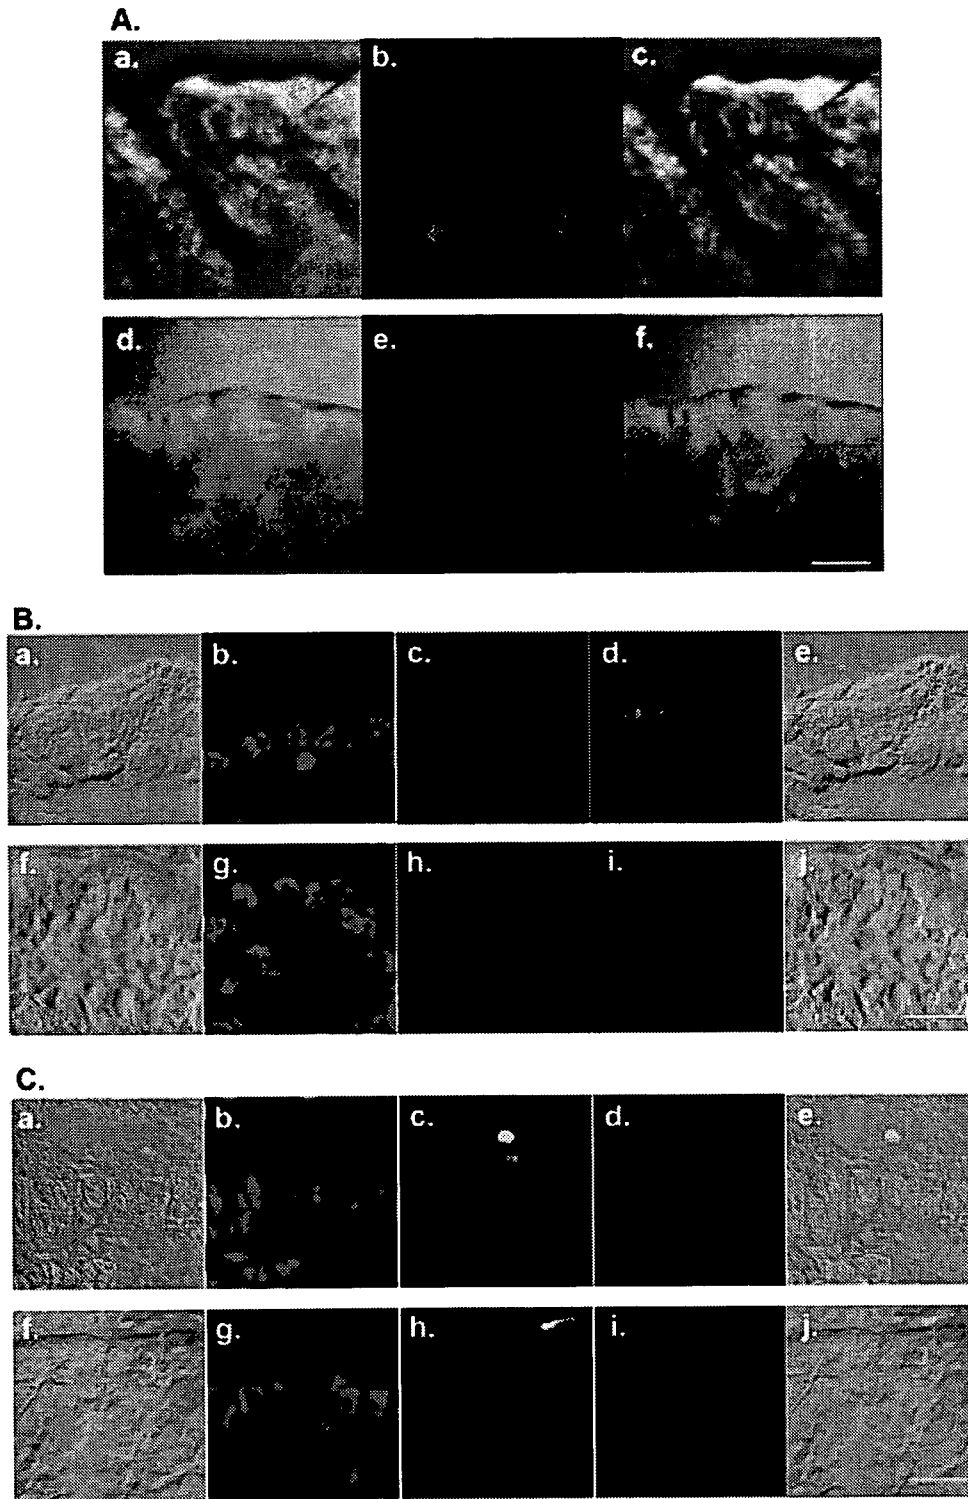 A.
a. b. c.
d. e. f.
B.
a. b. c. d. e.
f. g. h. i. j.
C.
a. b. c. d. e.
f. g. h. i. j.